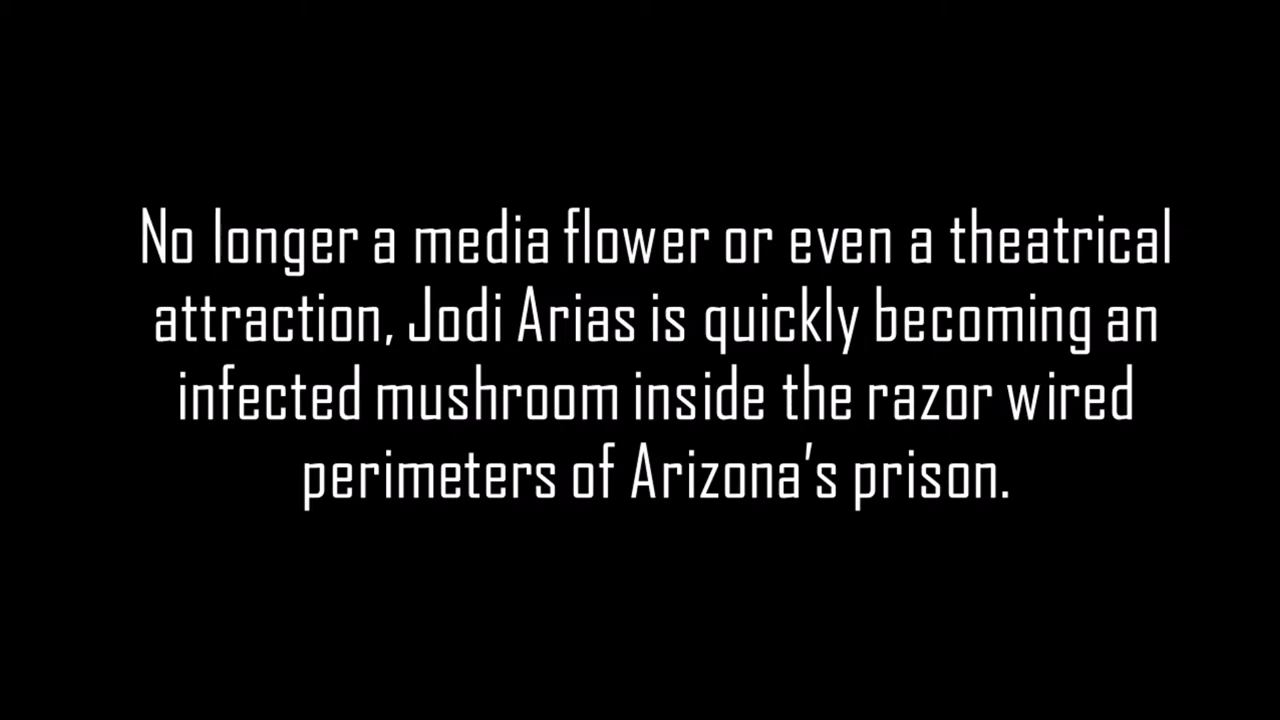 No longer a media flower or even a theatrical
attraction, Jodi Arias is quickly becoming an
infected mushroom inside the razor wired
perimeters of Arizona's prison.